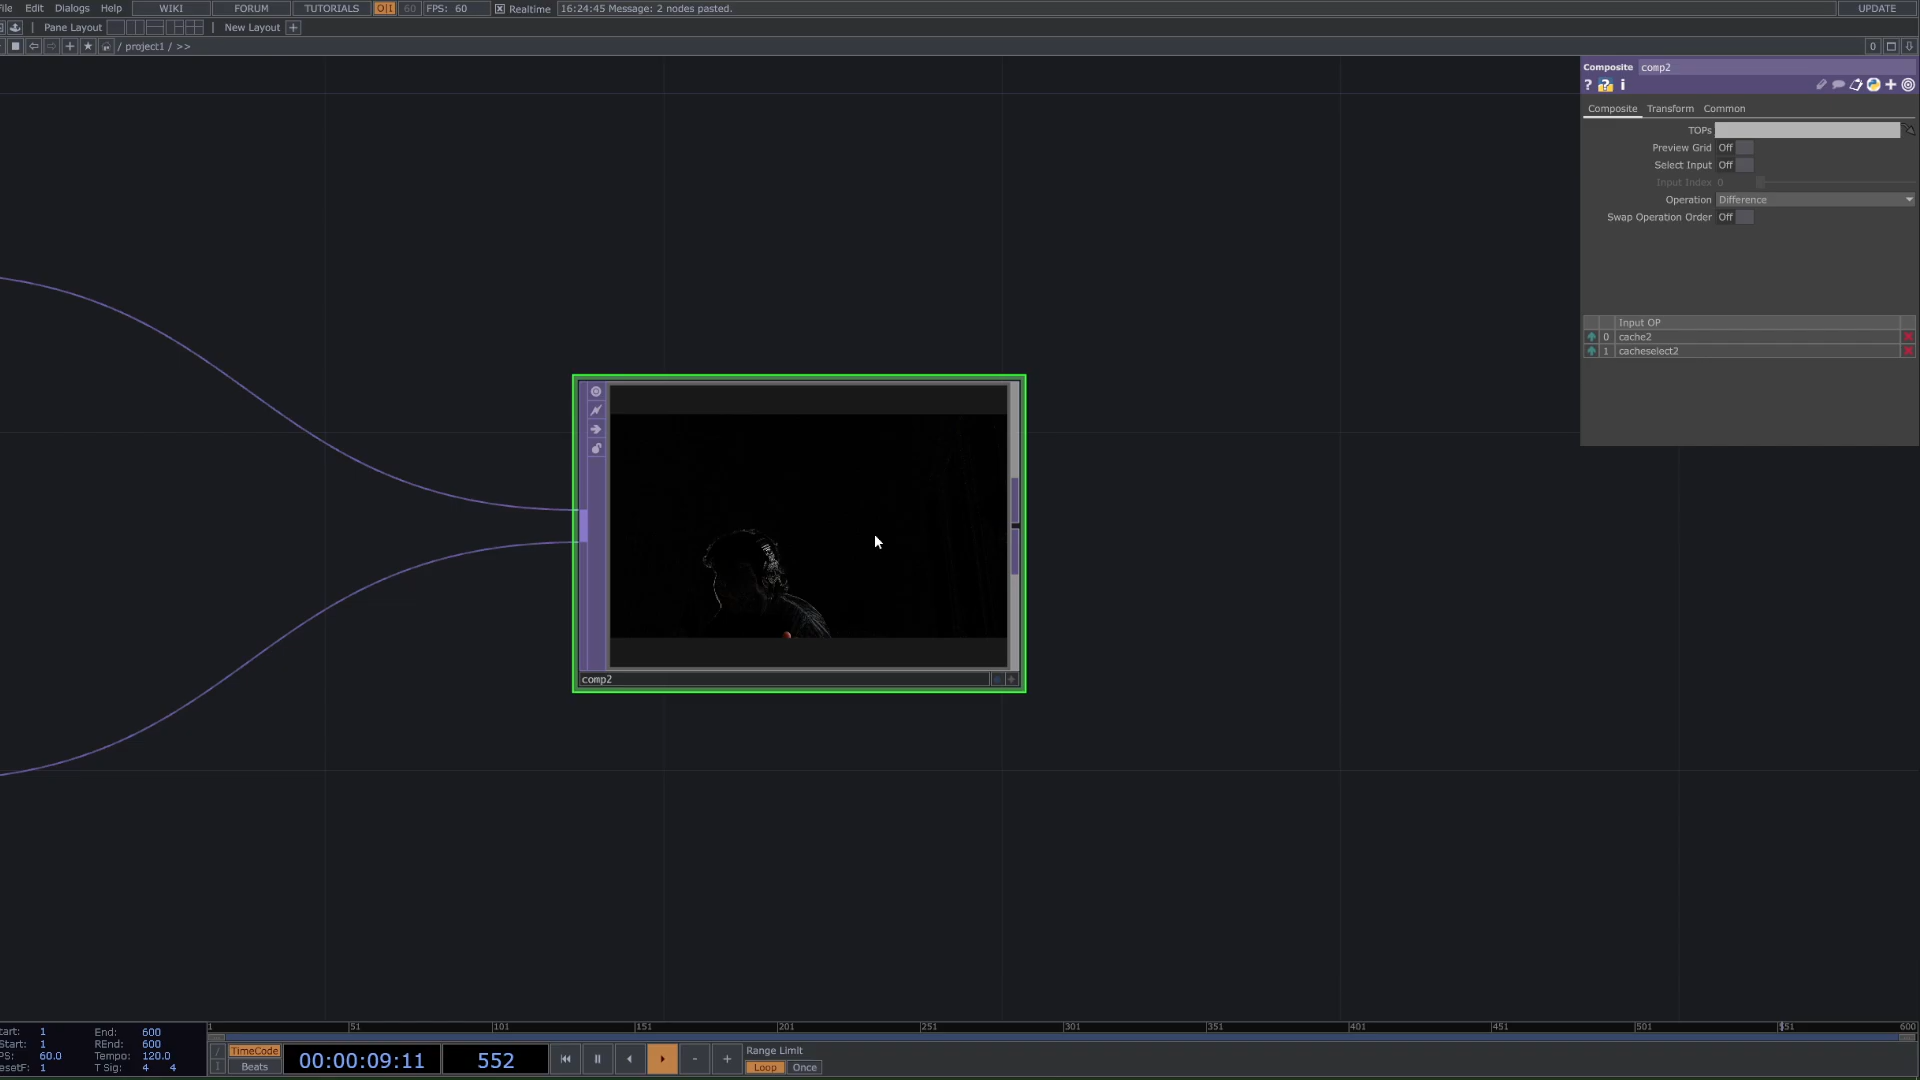 Edit Dialogs Help WIKI FORUM TUTORIALS O|I 60 FPS: 60 Realtime 16:24:45 Message: 2 nodes pasted. UPDATE
Pane Layout New Layout +
/ project1 / >> 0
Composite comp2
? ? i
Composite Transform Common
TOPs
Preview Grid Off
Select Input Off
Input Index 0
Operation Difference
Swap Operation Order Off
Input OP
0 cache2
1 cacheselect2
comp2
1 51 101 151 201 251 301 351 401 451 501 551 600
tart: 1 End: 600
Start: 1 REnd: 600
PS: 60.0 Tempo: 120.0
esetF: 1 T Sig: 4 4
TimeCode
Beats
00:00:09:11
552
- +
Range Limit
Loop Once